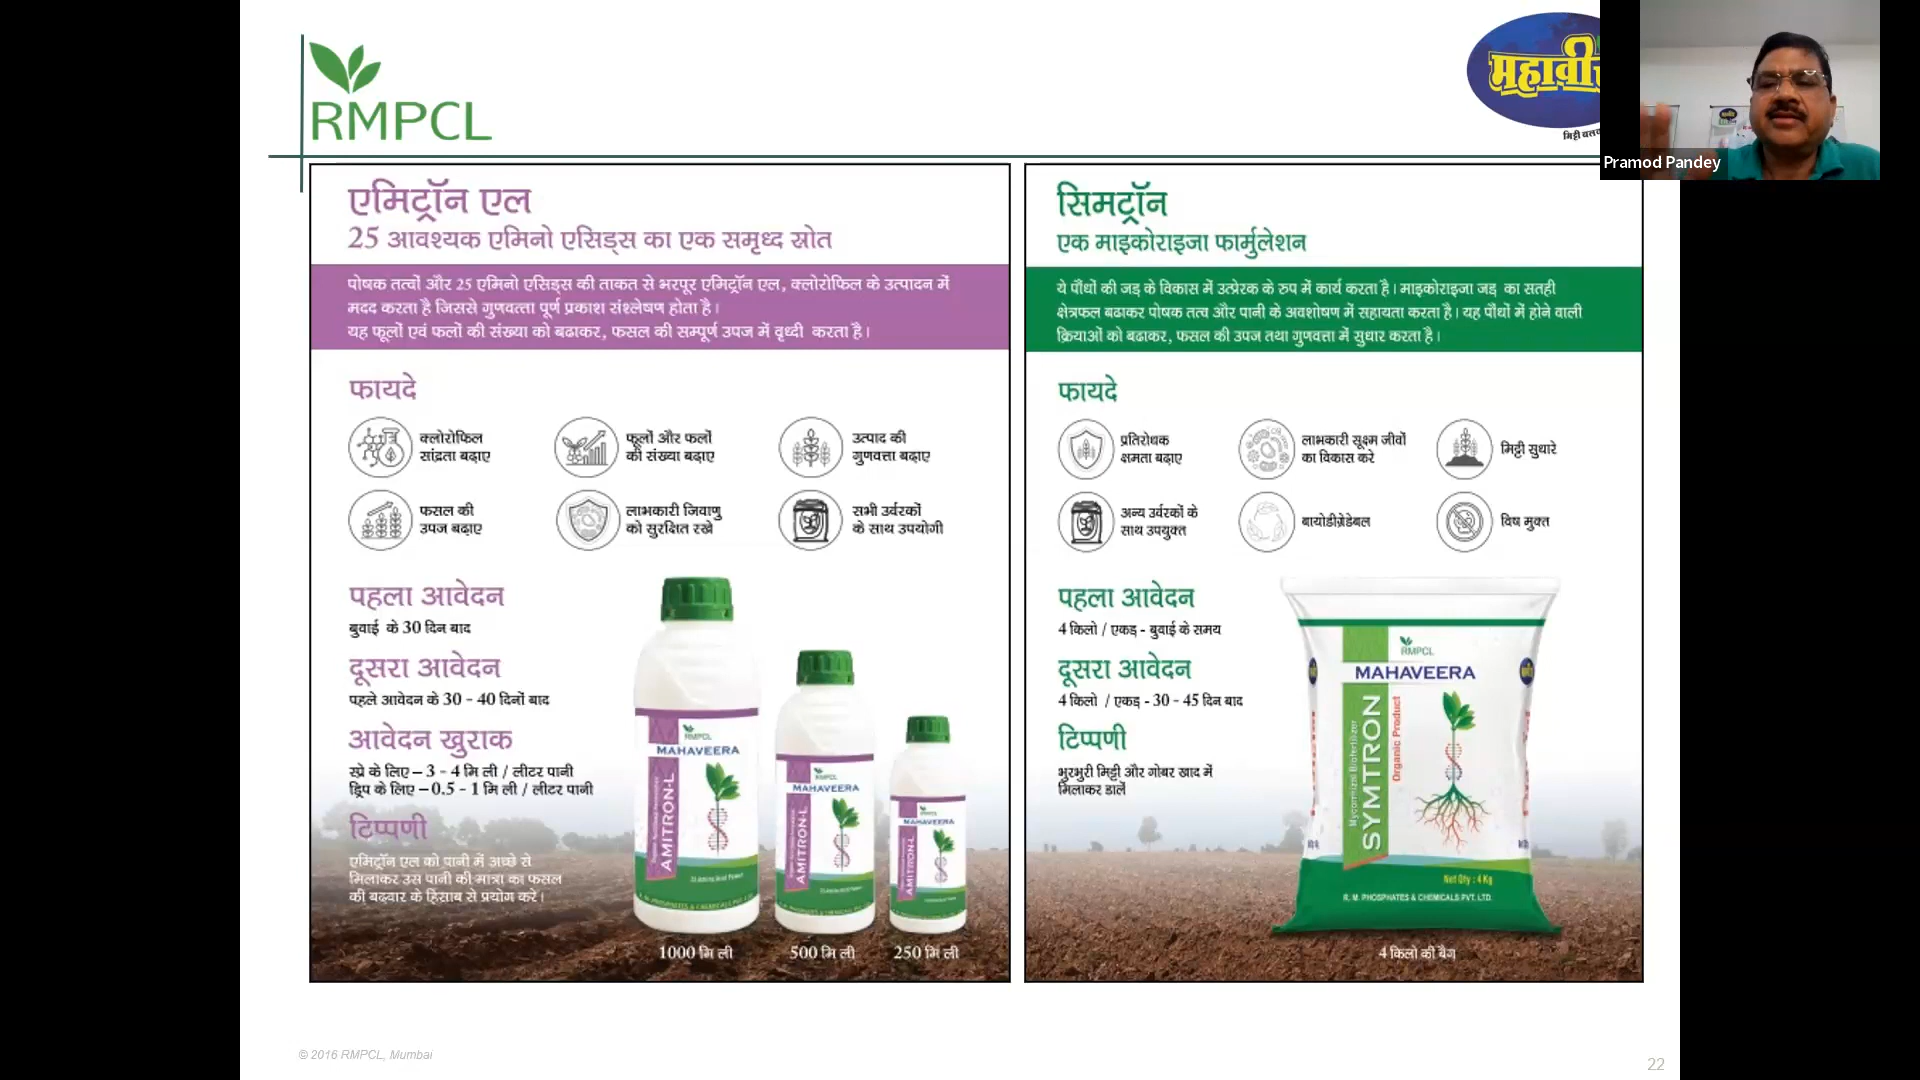 RMPCL
Pramod Pandey
एमिट्रॉन एल
25 आवश्यक एमिनो एसिड्स का एक समृध्द स्रोत
पोषक तत्वों और 25 एमिनो एसिड्स की ताकत से भरपूर एमिट्रॉन एल, क्लोरोफिल के उत्पादन में
मदद करता है जिससे गुणवत्ता पूर्ण प्रकाश संश्लेषण होता है।
यह फूलों एवं फलों की संख्या को बढाकर, फसल की सम्पूर्ण उपज में वृध्दी करता है।
फायदे
क्लोरोफिल
सांद्रता बढ़ाए
फूलों और फलों
की संख्या बढ़ाए
उत्पाद की
गुणवत्ता बढ़ाए
फसल की
उपज बढ़ाए
लाभकारी जिवाणु
को सुरक्षित रखे
सभी उर्वरकों
के साथ उपयोगी
पहला आवेदन
बुवाई के 30 दिन बाद
दूसरा आवेदन
पहले आवेदन के 30 - 40 दिनों बाद
आवेदन खुराक
स्प्रे के लिए – 3 - 4 मि ली / लीटर पानी
ड्रिप के लिए – 0.5 - 1 मि ली / लीटर पानी
टिप्पणी
एमिट्रॉन एल को पानी में अच्छे से
मिलाकर उस पानी की मात्रा का फसल
की बढ़वार के हिसाब से प्रयोग करे।
RMPCL
MAHAVEERA
AMITRON-L
RMPCL
MAHAVEERA
AMITRON-L
RMPCL
MAHAVEERA
AMITRON-L
1000 मि ली
500 मि ली
250 मि ली
सिमट्रॉन
एक माइकोराइजा फार्मुलेशन
ये पौधों की जड़ के विकास में उत्प्रेरक के रुप में कार्य करता है। माइकोराइजा जड़ का सतही
क्षेत्रफल बढाकर पोषक तत्व और पानी के अवशोषण में सहायता करता है। यह पौधों में होने वाली
क्रियाओं को बढाकर, फसल की उपज तथा गुणवत्ता में सुधार करता है।
फायदे
प्रतिरोधक
क्षमता बढ़ाए
लाभकारी सूक्ष्म जीवों
का विकास करे
मिट्टी सुधारे
अन्य उर्वरकों के
साथ उपयुक्त
बायोडीग्रेडेबल
विष मुक्त
पहला आवेदन
4 किलो / एकड़ - बुवाई के समय
दूसरा आवेदन
4 किलो / एकड़ - 30 - 45 दिन बाद
टिप्पणी
भुरभुरी मिट्टी और गोबर खाद में
मिलाकर डालें
RMPCL
MAHAVEERA
Mycorrhizal Biofertilizer
SYMTRON
Organic Product
Net Qty : 4 Kg
R. M. PHOSPHATES & CHEMICALS PVT. LTD.
4 किलो की बैग
© 2016 RMPCL, Mumbai
22